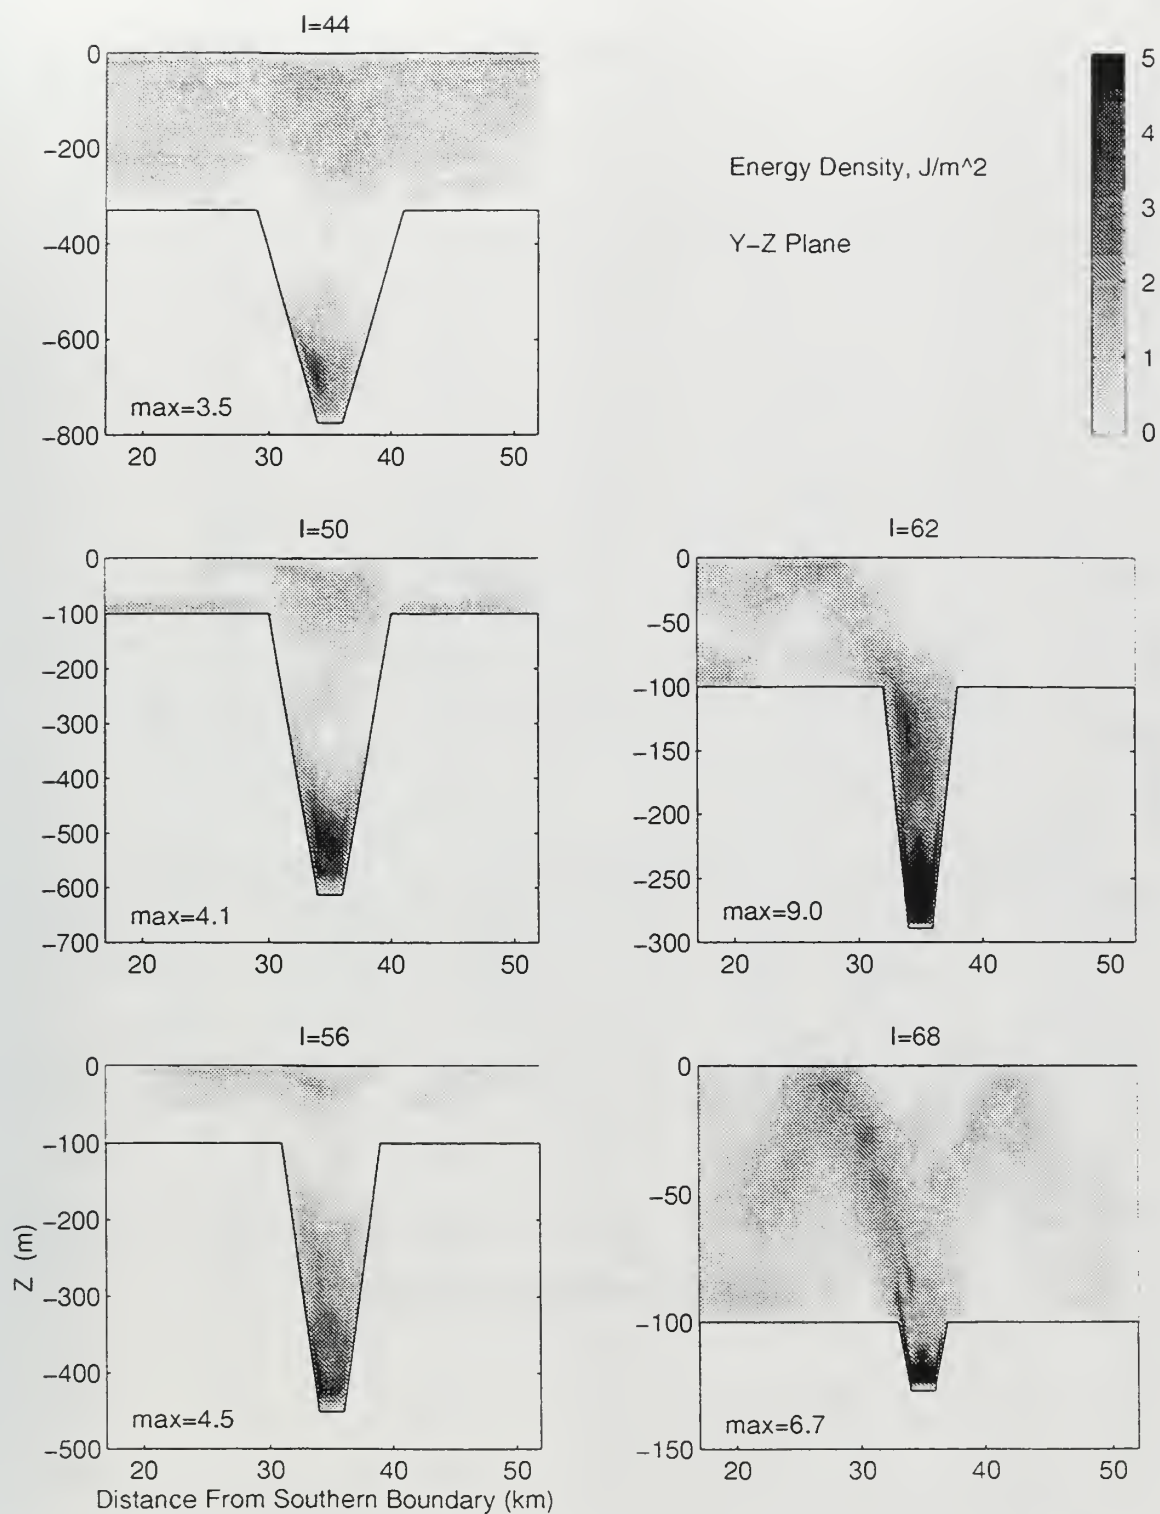 I=44
0
-200
-400
-600
-800
max=3.5
20 30 40 50
Energy Density, J/m^2
Y-Z Plane
5
4
3
2
1
0
I=50
0
-100
-200
-300
-400
-500
-600
-700
max=4.1
20 30 40 50
I=62
0
-50
-100
-150
-200
-250
-300
max=9.0
20 30 40 50
I=56
0
-100
-200
-300
-400
-500
Z (m)
max=4.5
20 30 40 50
Distance From Southern Boundary (km)
I=68
0
-50
-100
-150
max=6.7
20 30 40 50